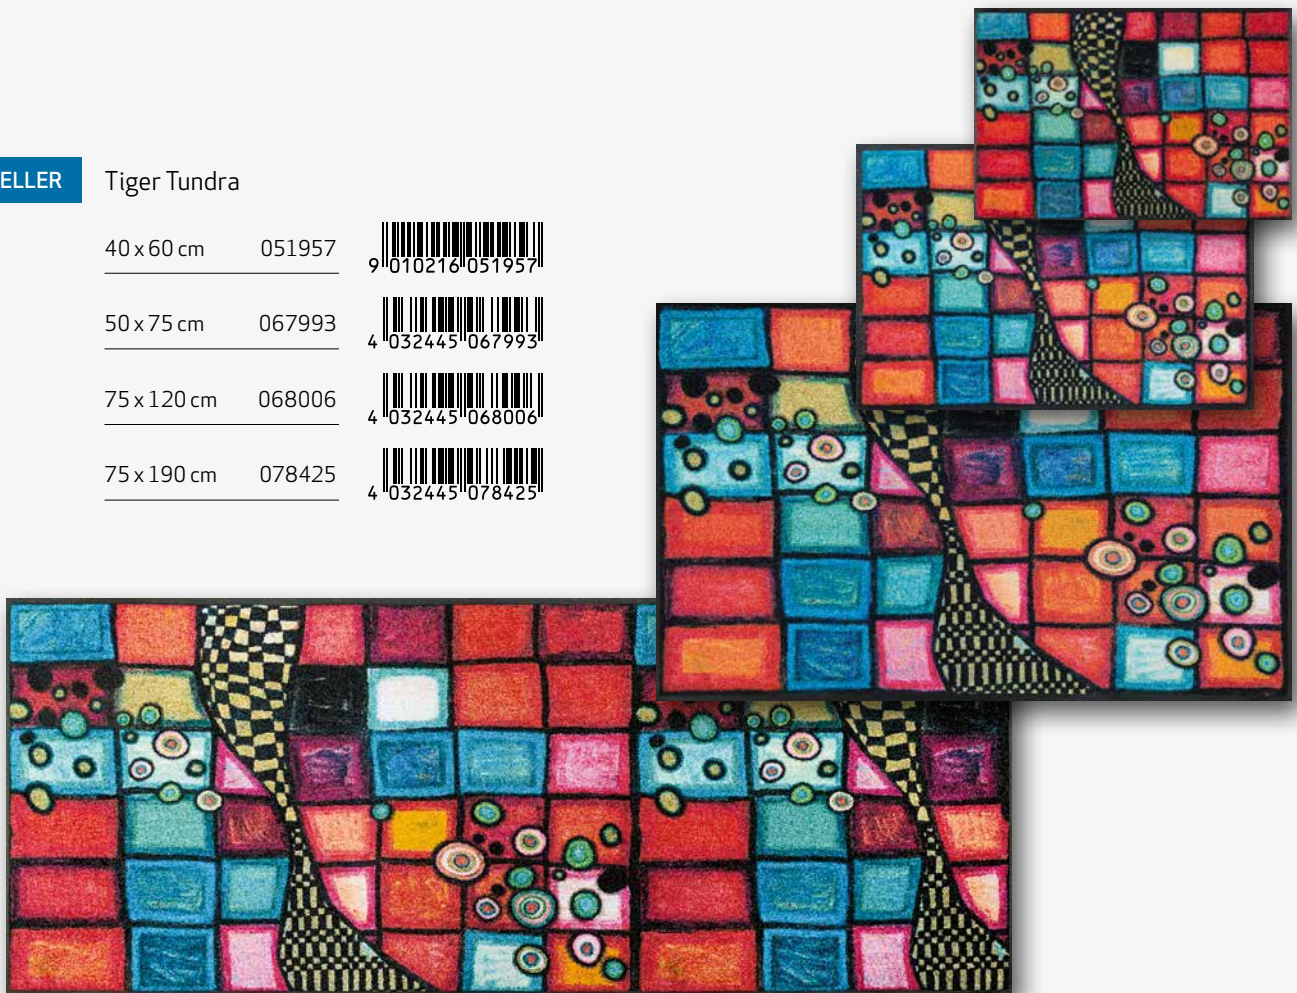 ELLER
Tiger Tundra
40 x 60 cm 051957
9 010216 051957
50 x 75 cm 067993
4 032445 067993
75 x 120 cm 068006
4 032445 068006
75 x 190 cm 078425
4 032445 078425